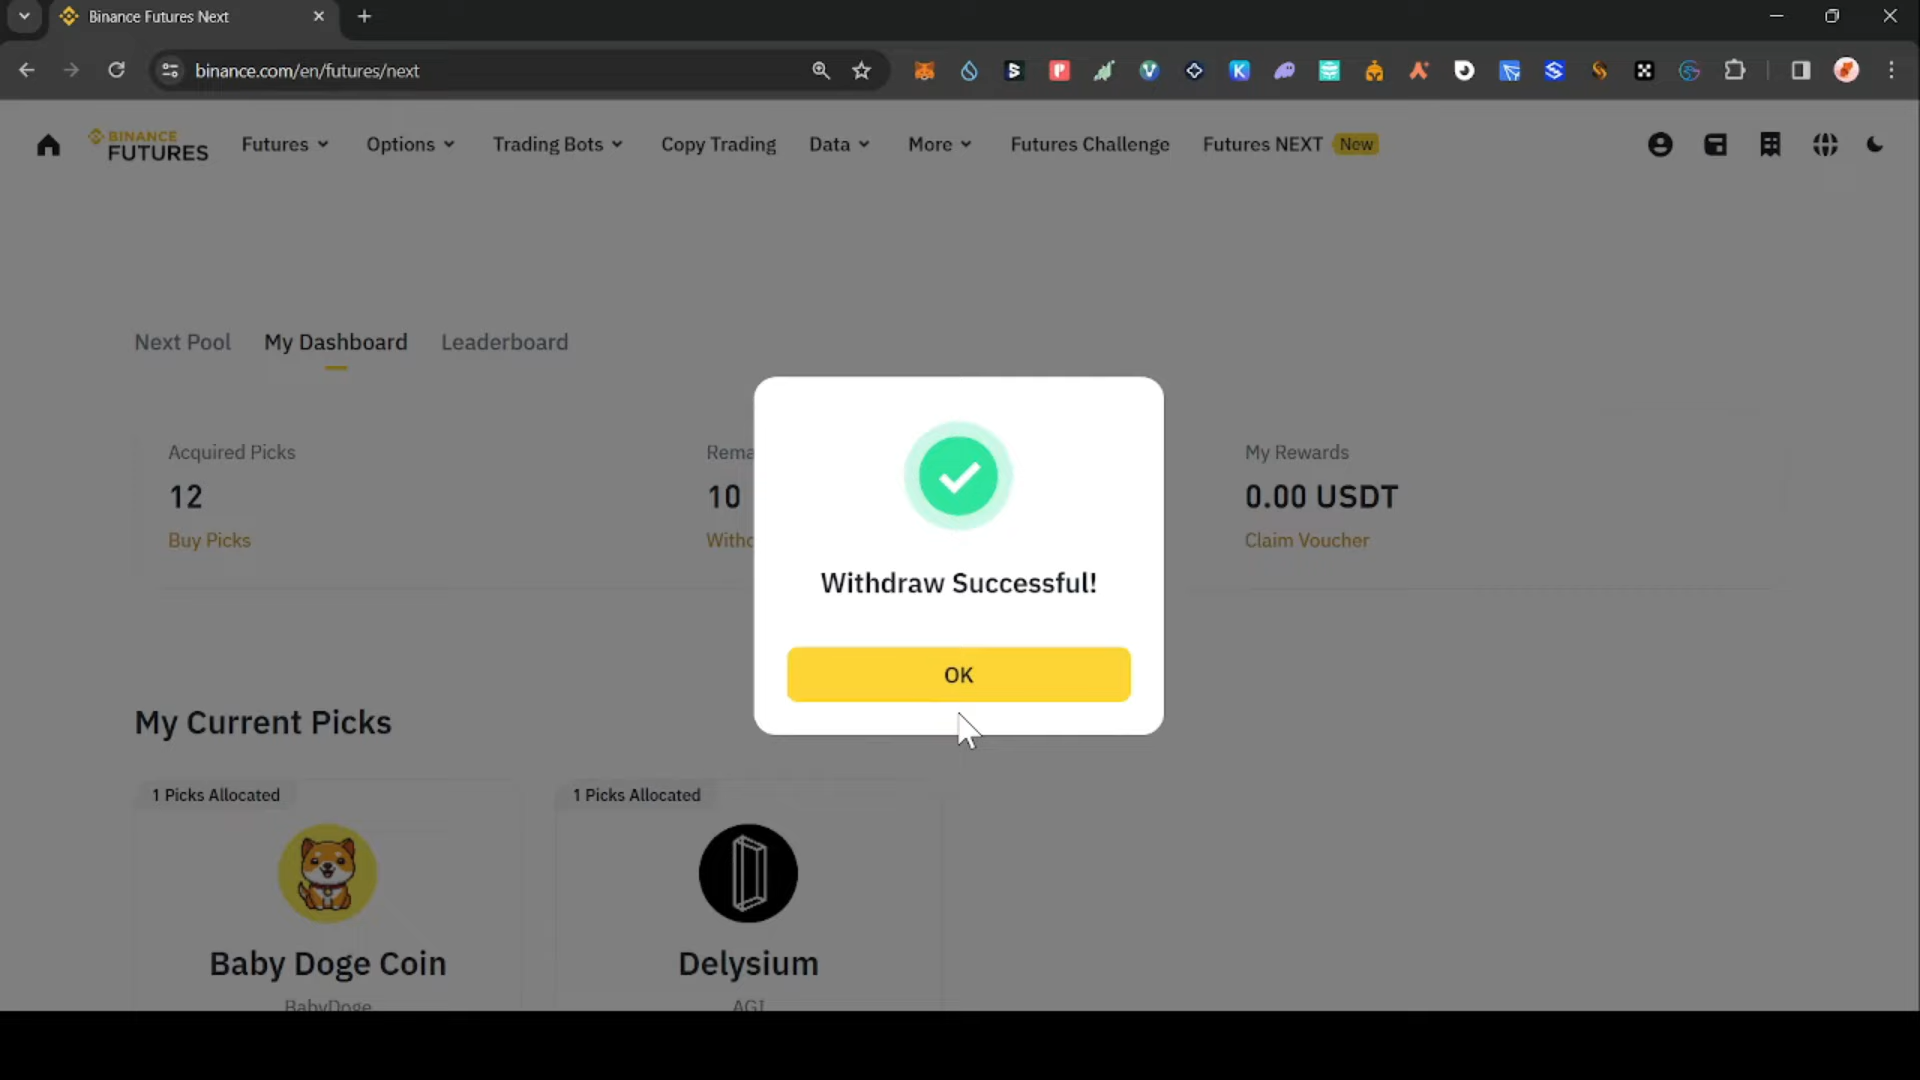 Binance Futures Next
binance.com/en/futures/next
BINANCE
FUTURES
Futures
Options
Trading Bots
Copy Trading
Data
More
Futures Challenge
Futures NEXT
New
Next Pool
My Dashboard
Leaderboard
Acquired Picks
12
Buy Picks
Rema
10
My Rewards
0.00 USDT
Claim Voucher
Withdraw Successful!
OK
My Current Picks
1 Picks Allocated
Baby Doge Coin
BabyDoge
1 Picks Allocated
Delysium
AGI